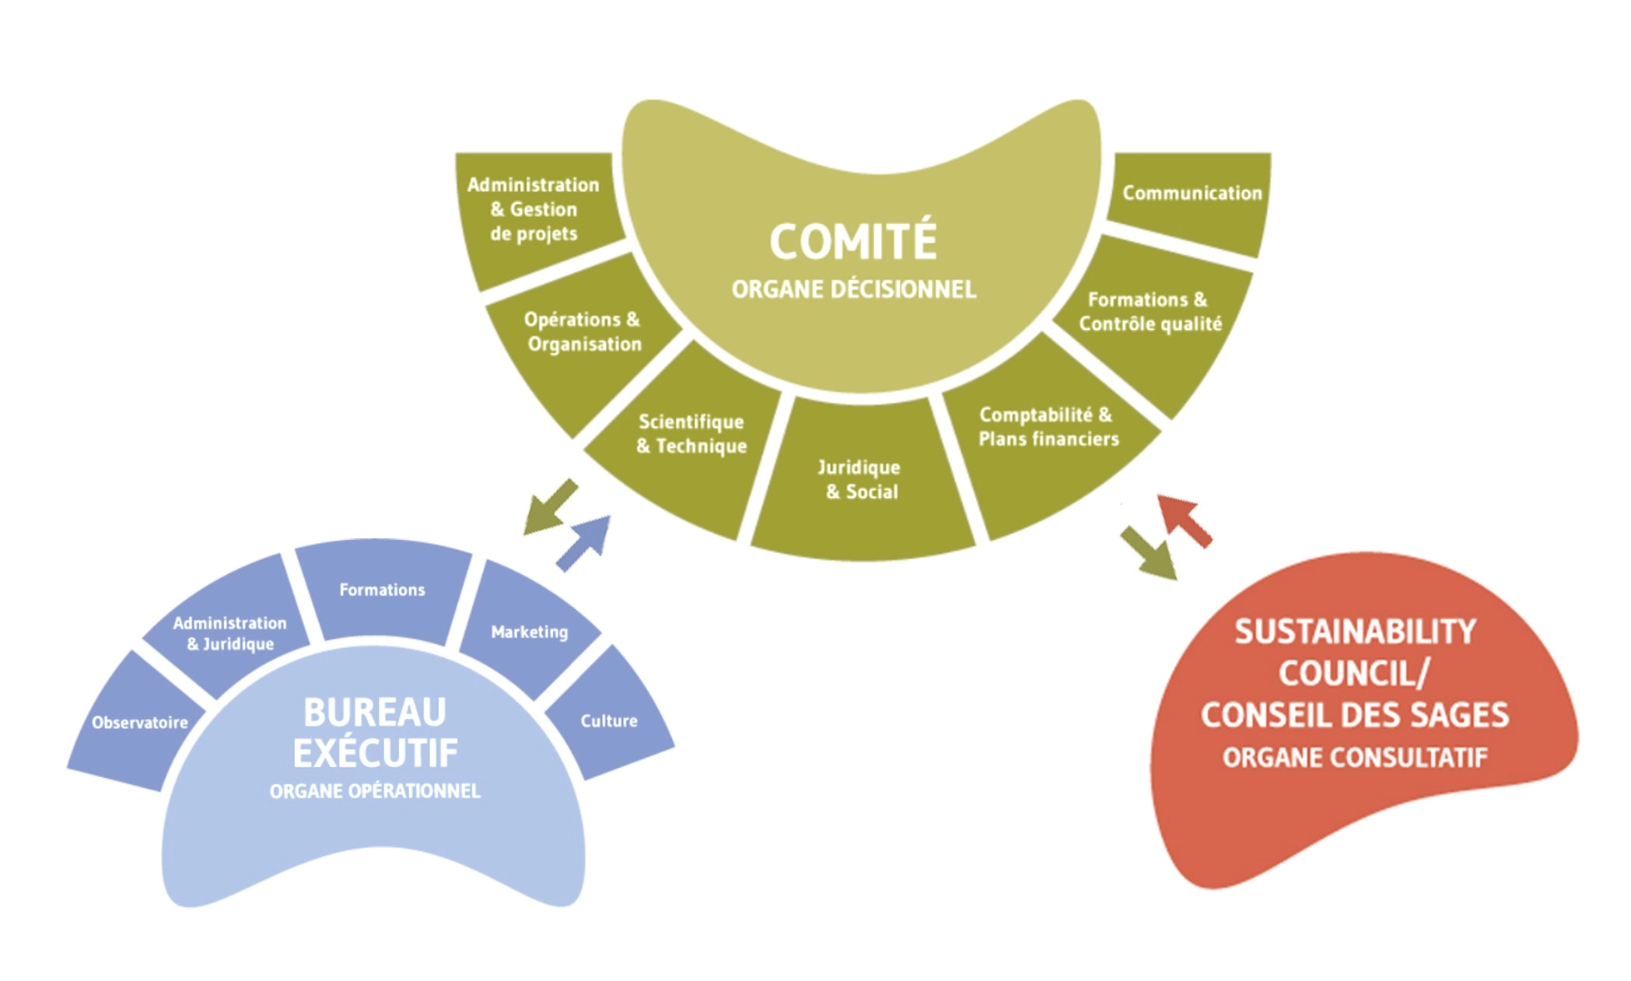 COMITÉ
ORGANE DÉCISIONNEL
Administration
& Gestion
de projets
Opérations &
Organisation
Scientifique
& Technique
Juridique
& Social
Comptabilité &
Plans financiers
Formations &
Contrôle qualité
Communication
BUREAU
EXÉCUTIF
ORGANE OPÉRATIONNEL
Observatoire
Administration
& Juridique
Formations
Marketing
Culture
SUSTAINABILITY
COUNCIL/
CONSEIL DES SAGES
ORGANE CONSULTATIF